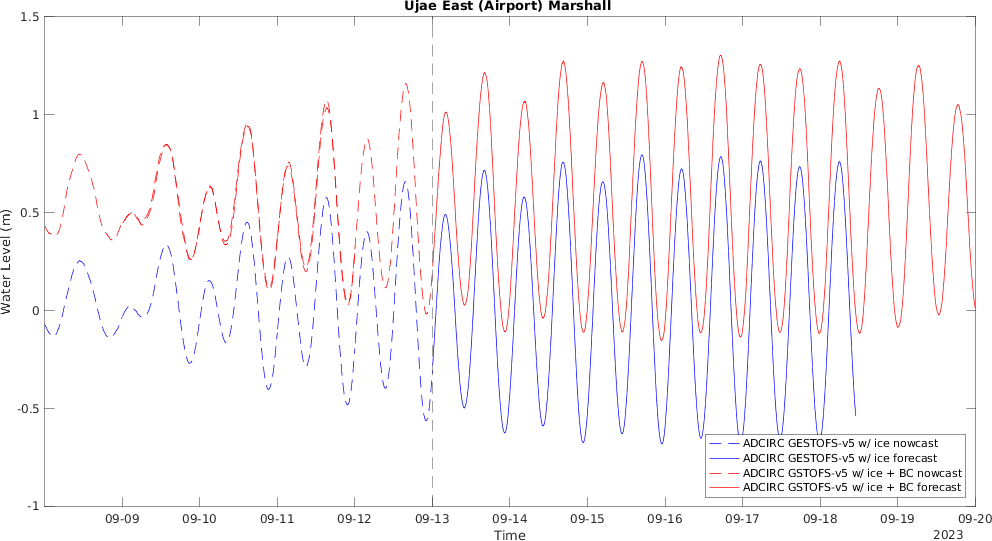 Ujae East (Airport) Marshall
1.5
1
0.5
0
-0.5
-1
Water Level (m)
ADCIRC GESTOFS-v5 w/ ice nowcast
ADCIRC GESTOFS-v5 w/ ice forecast
ADCIRC GSTOFS-v5 w/ ice + BC nowcast
ADCIRC GSTOFS-v5 w/ ice + BC forecast
09-09 09-10 09-11 09-12 09-13 09-14 09-15 09-16 09-17 09-18 09-19 09-20
Time
2023